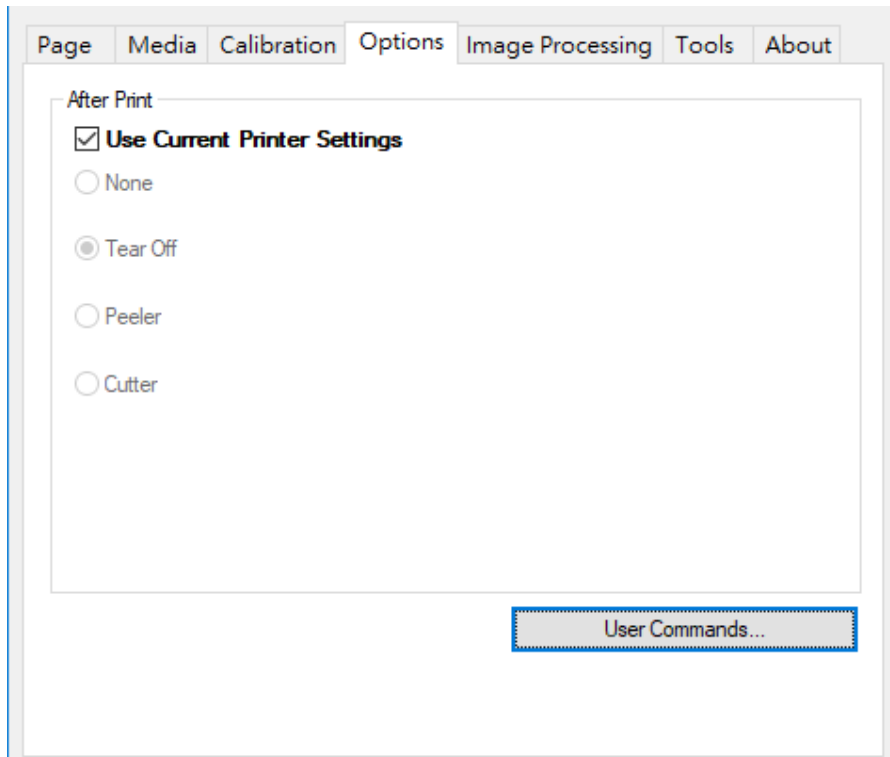 Page Media Calibration Options Image Processing Tools About
After Print
Use Current Printer Settings
None
Tear Off
Peeler
Cutter
User Commands...